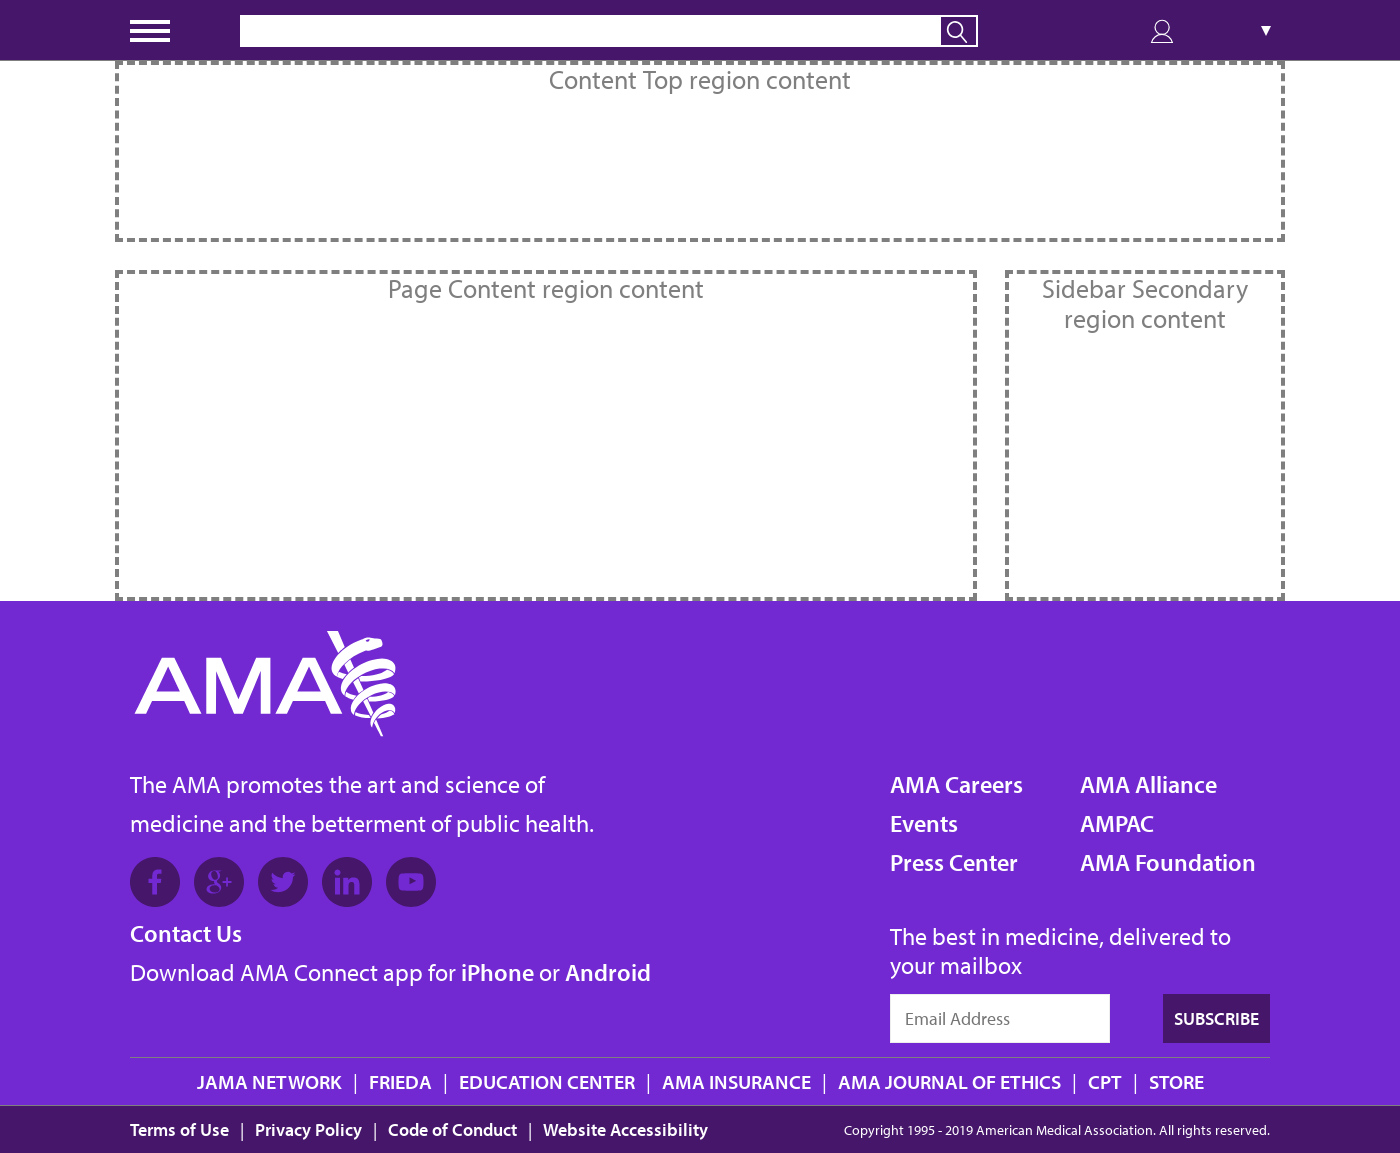 Content Top region content
Page Content region content
Sidebar Secondary
region content
AMA
The AMA promotes the art and science of
medicine and the betterment of public health.
Contact Us
Download AMA Connect app for iPhone or Android
AMA Careers
Events
Press Center
AMA Alliance
AMPAC
AMA Foundation
The best in medicine, delivered to
your mailbox
Email Address
SUBSCRIBE
JAMA NETWORK | FRIEDA | EDUCATION CENTER | AMA INSURANCE | AMA JOURNAL OF ETHICS | CPT | STORE
Terms of Use | Privacy Policy | Code of Conduct | Website Accessibility
Copyright 1995 - 2019 American Medical Association. All rights reserved.